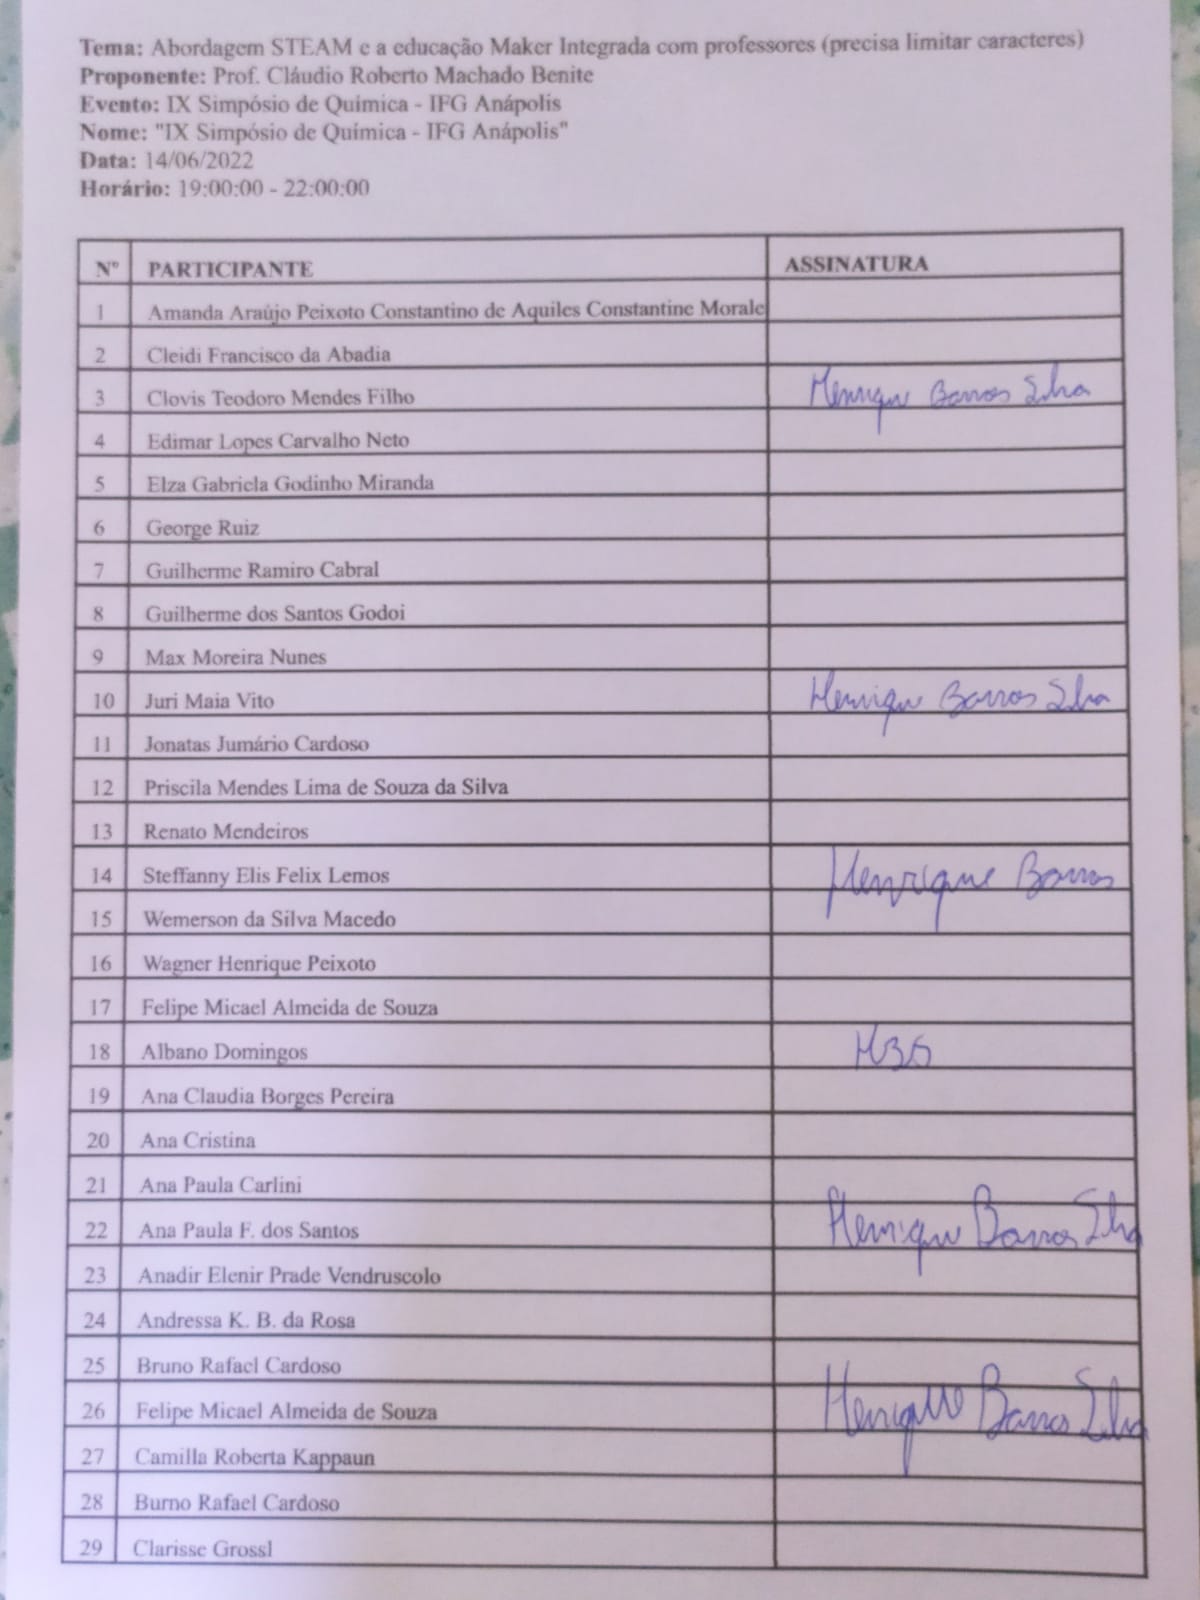 Tema: Abordagem STEAM e a educação Maker Integrada com professores (precisa limitar caracteres)
Proponente: Prof. Cláudio Roberto Machado Benite
Evento: IX Simpósio de Química - IFG Anápolis
Nome: "IX Simpósio de Química - IFG Anápolis"
Data: 14/06/2022
Horário: 19:00:00 - 22:00:00
Nº PARTICIPANTE ASSINATURA
1 Amanda Araújo Peixoto Constantino de Aquiles Constantine Morale
2 Cleidi Francisco da Abadia
3 Clovis Teodoro Mendes Filho Henrique Barros Silva
4 Edimar Lopes Carvalho Neto
5 Elza Gabriela Godinho Miranda
6 George Ruiz
7 Guilherme Ramiro Cabral
8 Guilherme dos Santos Godoi
9 Max Moreira Nunes
10 Juri Maia Vito Henrique Barros Silva
11 Jonatas Jumário Cardoso
12 Priscila Mendes Lima de Souza da Silva
13 Renato Mendeiros
14 Steffanny Elis Felix Lemos Henrique Barros
15 Wemerson da Silva Macedo
16 Wagner Henrique Peixoto
17 Felipe Micael Almeida de Souza
18 Albano Domingos HBS
19 Ana Claudia Borges Pereira
20 Ana Cristina
21 Ana Paula Carlini
22 Ana Paula F. dos Santos Henrique Barros Silva
23 Anadir Elenir Prade Vendruscolo
24 Andressa K. B. da Rosa
25 Bruno Rafael Cardoso
26 Felipe Micael Almeida de Souza Henrique Barros Silva
27 Camilla Roberta Kappaun
28 Burno Rafael Cardoso
29 Clarisse Grossl